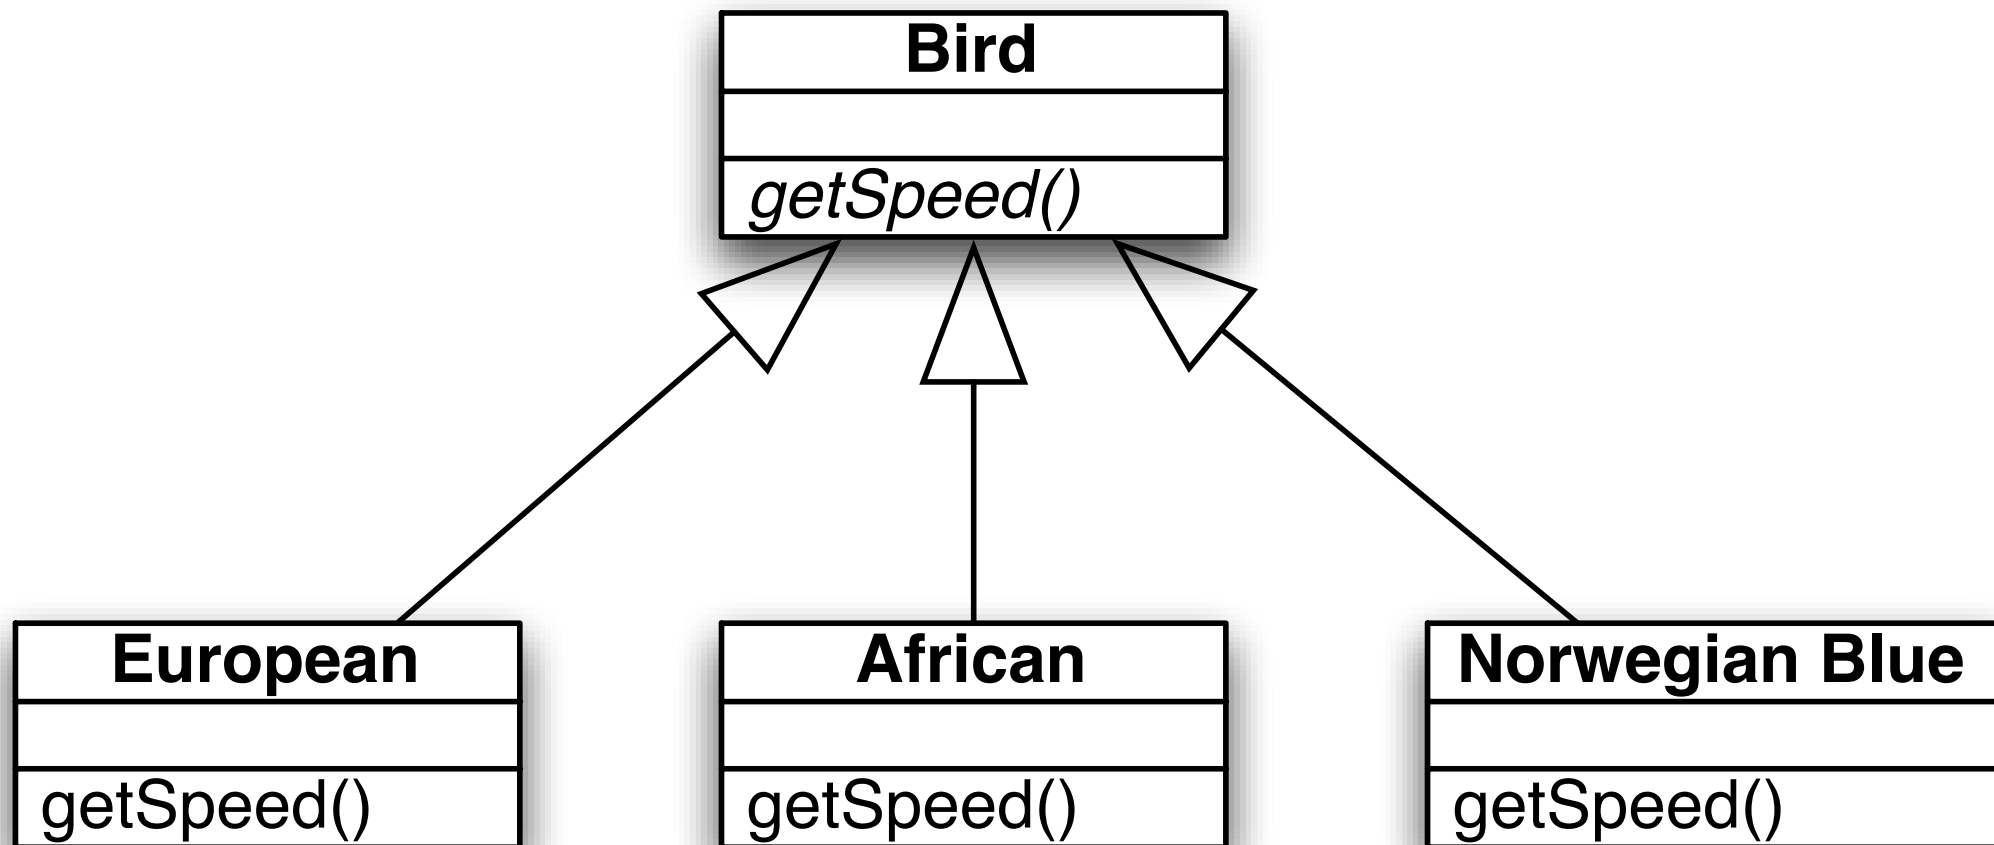 Bird
getSpeed()
European
African
Norwegian Blue
getSpeed()
getSpeed()
getSpeed()